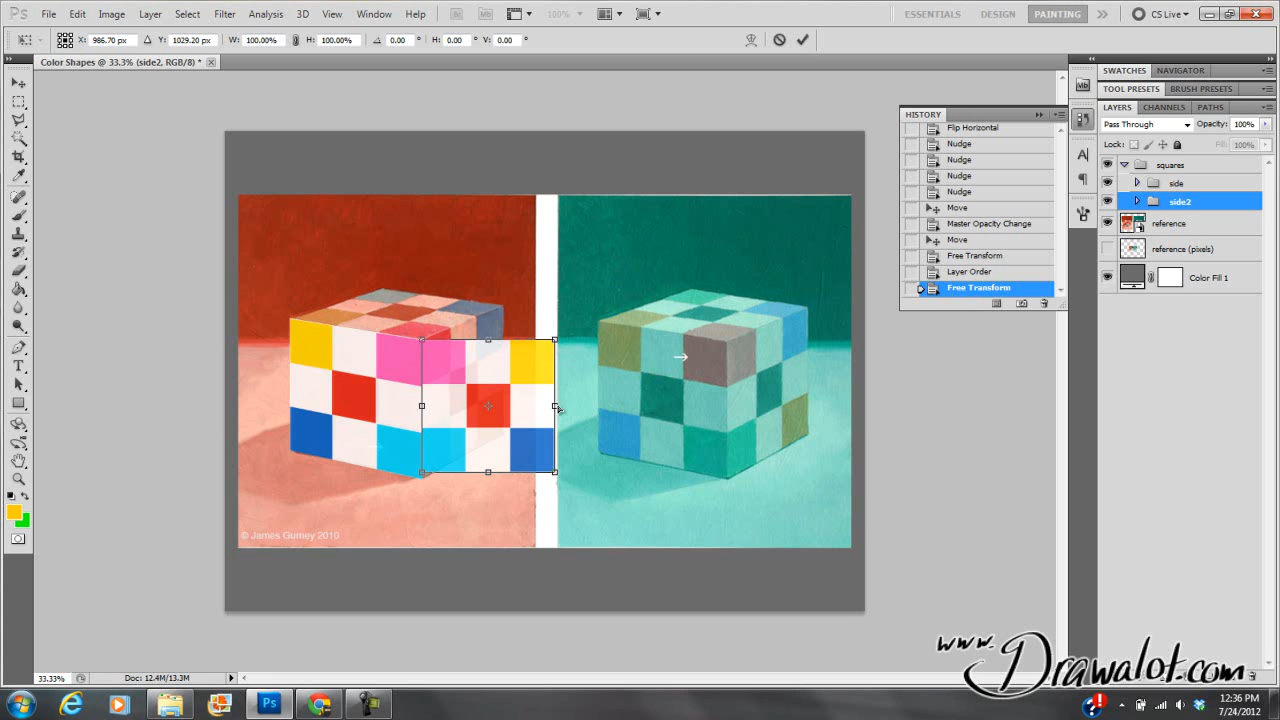 Ps File Edit Image Layer Select Filter Analysis 3D View Window Help Br Mb 100% ESSENTIALS DESIGN PAINTING CS Live
X: 986.70 px Y: 1029.20 px W: 100.00% H: 100.00% 0.00 ° H: 0.00 ° V: 0.00 °
Color Shapes @ 33.3% (side2, RGB/8) *
SWATCHES NAVIGATOR
TOOL PRESETS BRUSH PRESETS
LAYERS CHANNELS PATHS
Pass Through Opacity: 100%
Lock: Fill: 100%
squares
side
side2
reference
reference (pixels)
Color Fill 1
HISTORY
Flip Horizontal
Nudge
Nudge
Nudge
Nudge
Move
Master Opacity Change
Move
Free Transform
Layer Order
Free Transform
© James Gurney 2010
www.
Drawalot.com
33.33% Doc: 12.4M/13.3M
Ps
12:36 PM
7/24/2012